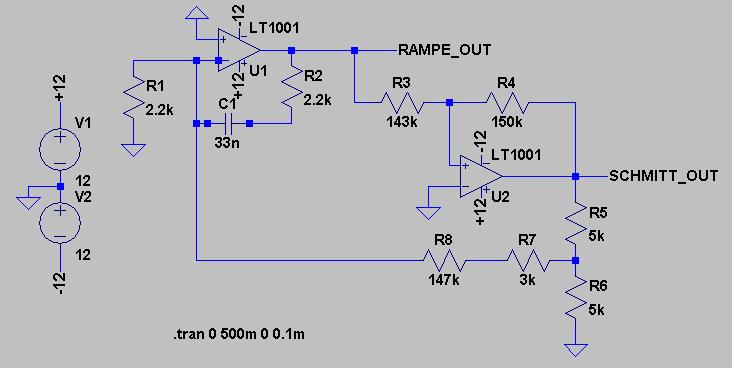 -12
LT1001
+
-
-
+
U1
+12
RAMPE_OUT
R1
2.2k
R2
2.2k
C1
33n
R3
143k
R4
150k
+12
V1
+
-
12
V2
+
-
12
-12
-12
LT1001
+
-
-
+
U2
+12
SCHMITT_OUT
R5
5k
R8
147k
R7
3k
R6
5k
.tran 0 500m 0 0.1m